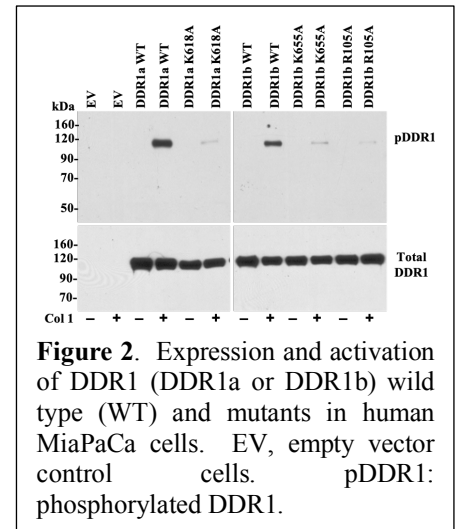 EV
EV
DDR1a WT
DDR1a WT
DDR1a K618A
DDR1a K618A
DDR1b WT
DDR1b WT
DDR1b K655A
DDR1b K655A
DDR1b R105A
DDR1b R105A
kDa
160-
120-
90-
70-
50-
pDDR1
160-
120-
90-
70-
Total
DDR1
Col 1 – + – + – + – + – + – +
Figure 2. Expression and activation
of DDR1 (DDR1a or DDR1b) wild
type (WT) and mutants in human
MiaPaCa cells. EV, empty vector
control cells. pDDR1:
phosphorylated DDR1.